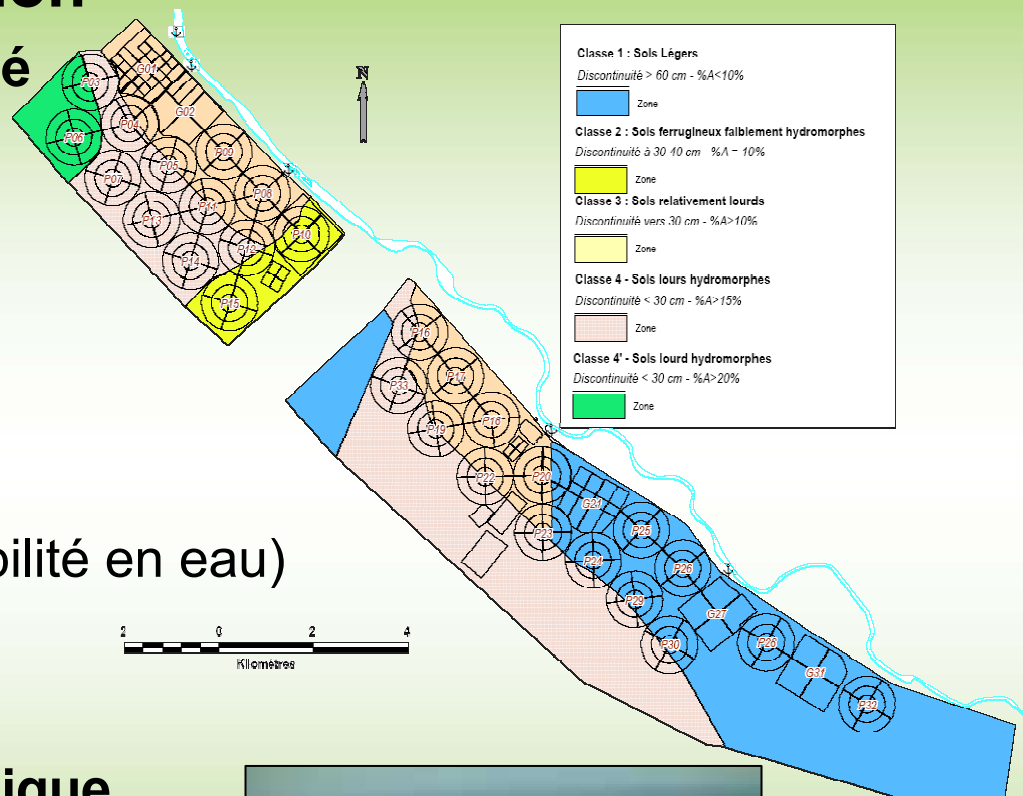 é
N
Classe 1 : Sols Légers
Discontinuité > 60 cm - %A<10%
Zone
Classe 2 : Sols ferrugineux faiblement hydromorphes
Discontinuité à 30 40 cm %A = 10%
Zone
Classe 3 : Sols relativement lourds
Discontinuité vers 30 cm - %A>10%
Zone
Classe 4 - Sols lours hydromorphes
Discontinuité < 30 cm - %A>15%
Zone
Classe 4' - Sols lourd hydromorphes
Discontinuité < 30 cm - %A>20%
Zone
G01
P03
G02
P04
P06
P09
P05
P07
P08
P11
P13
P10
P12
P14
P15
P16
P17
P33
P18
P19
P22
P20
G21
P23
P25
P24
P26
P29
G27
P30
P28
G31
P32
bilité en eau)
2 0 2 4
Kilomètres
ique